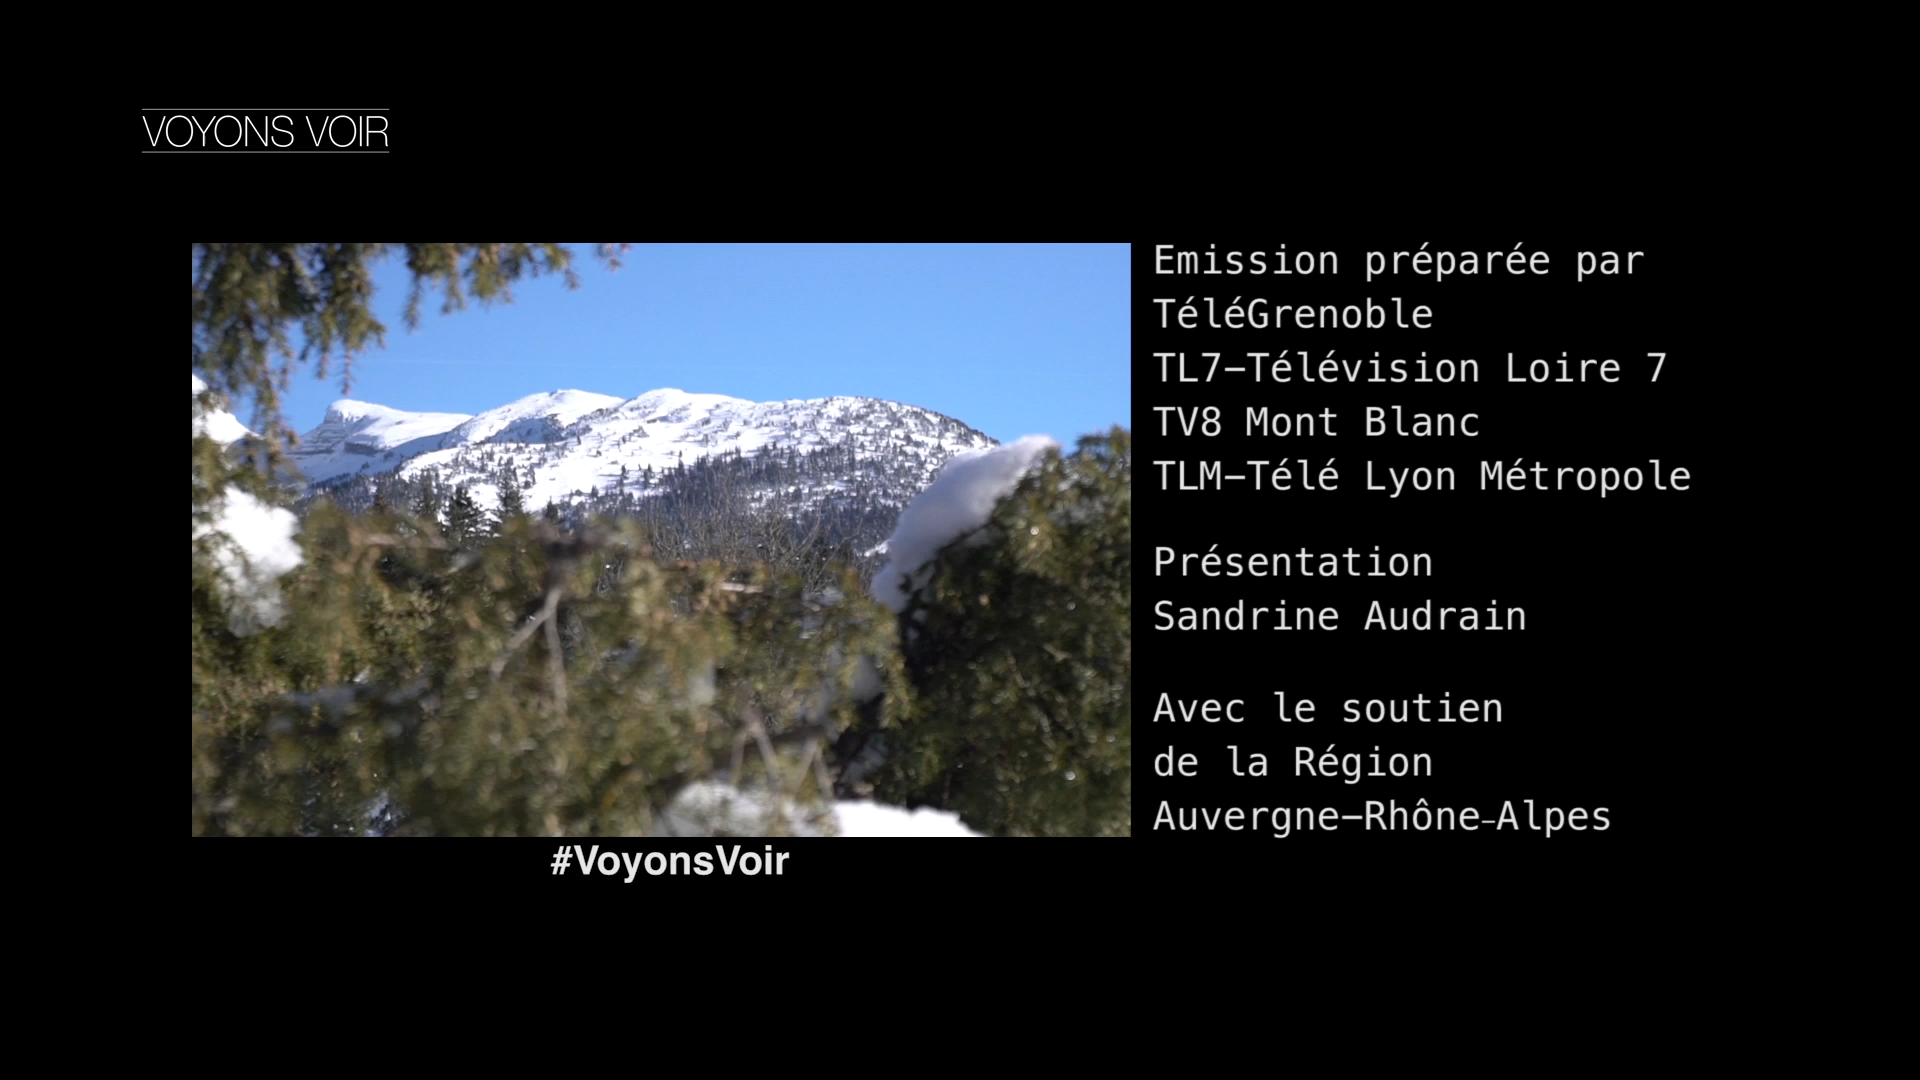 VOYONS VOIR
Emission préparée par
TéléGrenoble
TL7-Télévision Loire 7
TV8 Mont Blanc
TLM-Télé Lyon Métropole
Présentation
Sandrine Audrain
Avec le soutien
de la Région
Auvergne-Rhône-Alpes
#VoyonsVoir